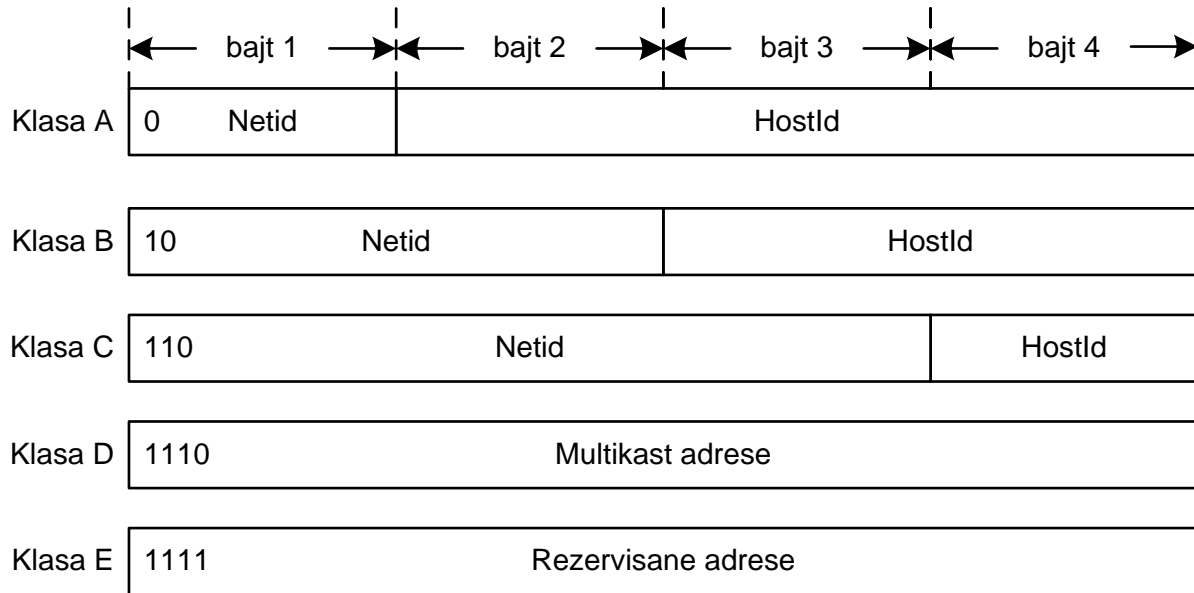 bajt 1 bajt 2 bajt 3 bajt 4
Klasa A 0 Netid HostId
Klasa B 10 Netid HostId
Klasa C 110 Netid HostId
Klasa D 1110 Multikast adrese
Klasa E 1111 Rezervisane adrese